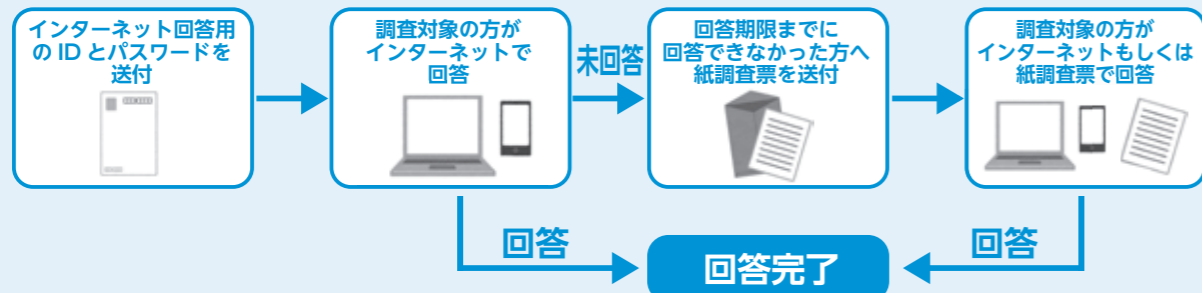 インターネット回答用
の ID とパスワードを
送付
調査対象の方が
インターネットで
回答
未回答
回答期限までに
回答できなかった方へ
紙調査票を送付
調査対象の方が
インターネットもしくは
紙調査票で回答
回答
回答完了
回答